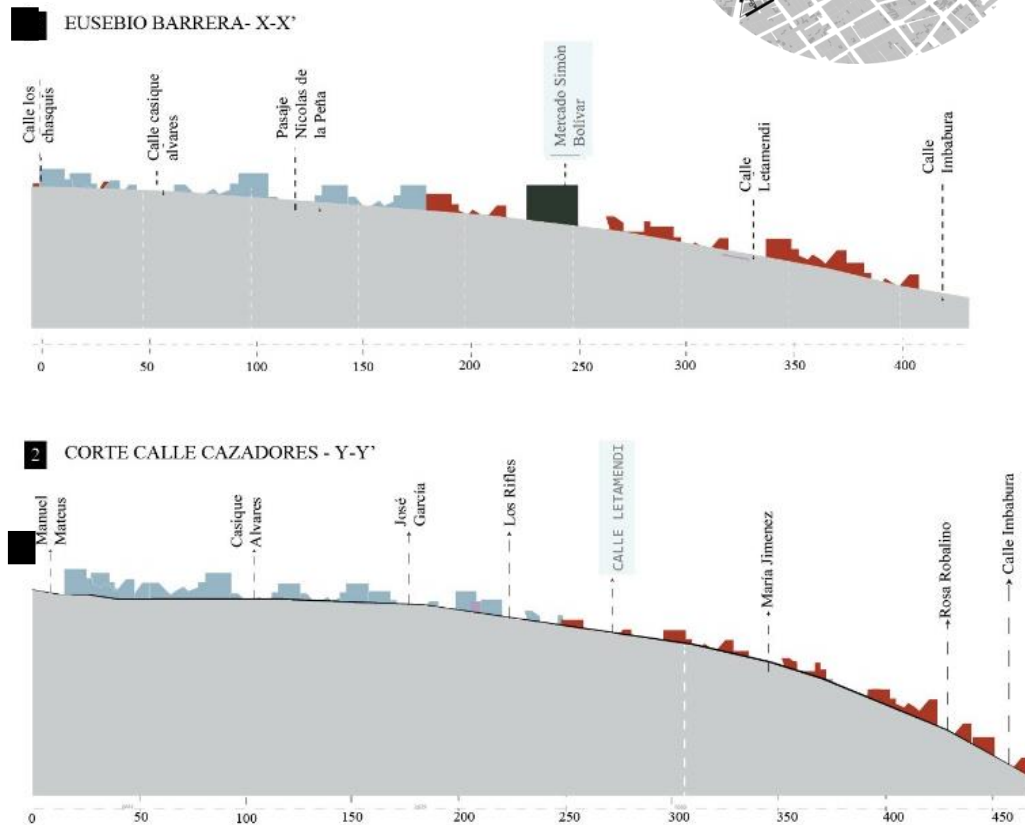 EUSEBIO BARRERA- X-X’
Calle los
chasquis
Calle casique
alvares
Pasaje
Nicolas de
la Peña
Mercado Simòn
Bolívar
Calle
Letamendi
Calle
Imbabura
0
50
100
150
200
250
300
350
400
2
CORTE CALLE CAZADORES - Y-Y’
Manuel
Mateus
Casique
Alvares
José
García
Los Rifles
CALLE LETAMENDI
María Jimenez
Rosa Robalino
Calle Imbabura
0
50
100
150
200
250
300
350
400
450